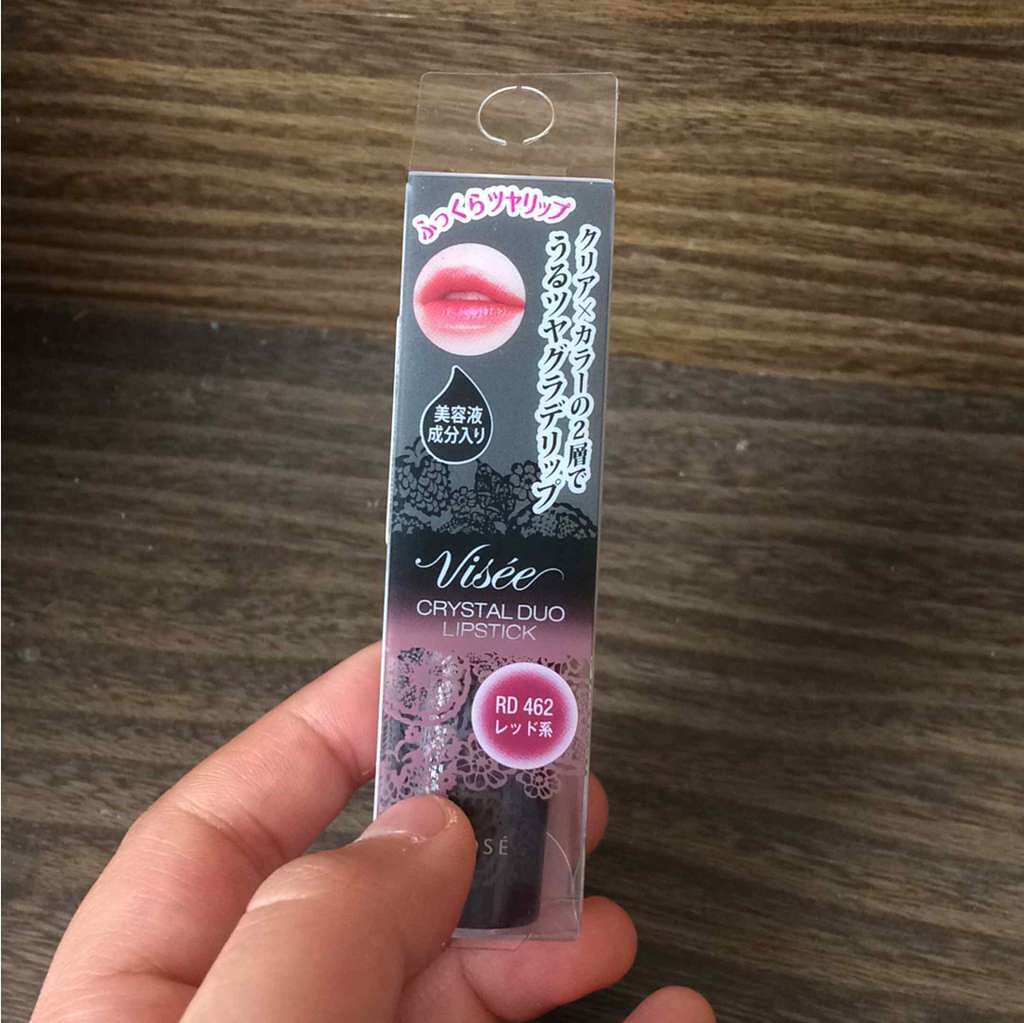 ふっくらツヤリップ
クリア×カラーの2層で
うるツヤグラデリップ
美容液
成分入り
Visée
CRYSTAL DUO
LIPSTICK
RD 462
レッド系